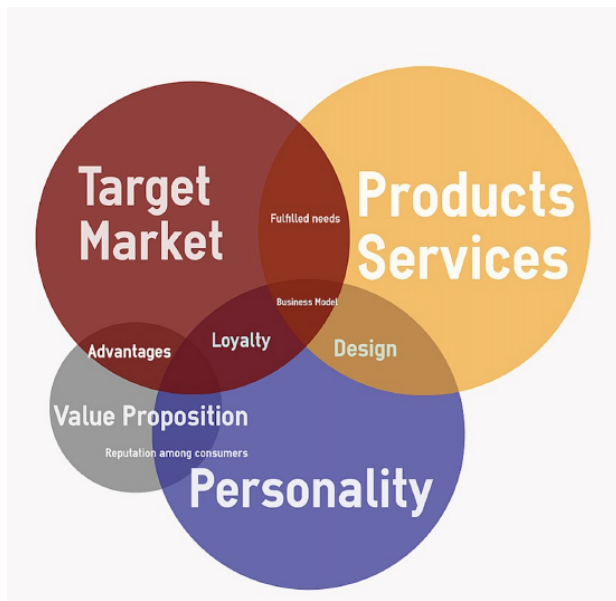 Target
Market
Products
Services
Fulfilled needs
Business Model
Loyalty
Design
Advantages
Value Proposition
Reputation among consumers
Personality